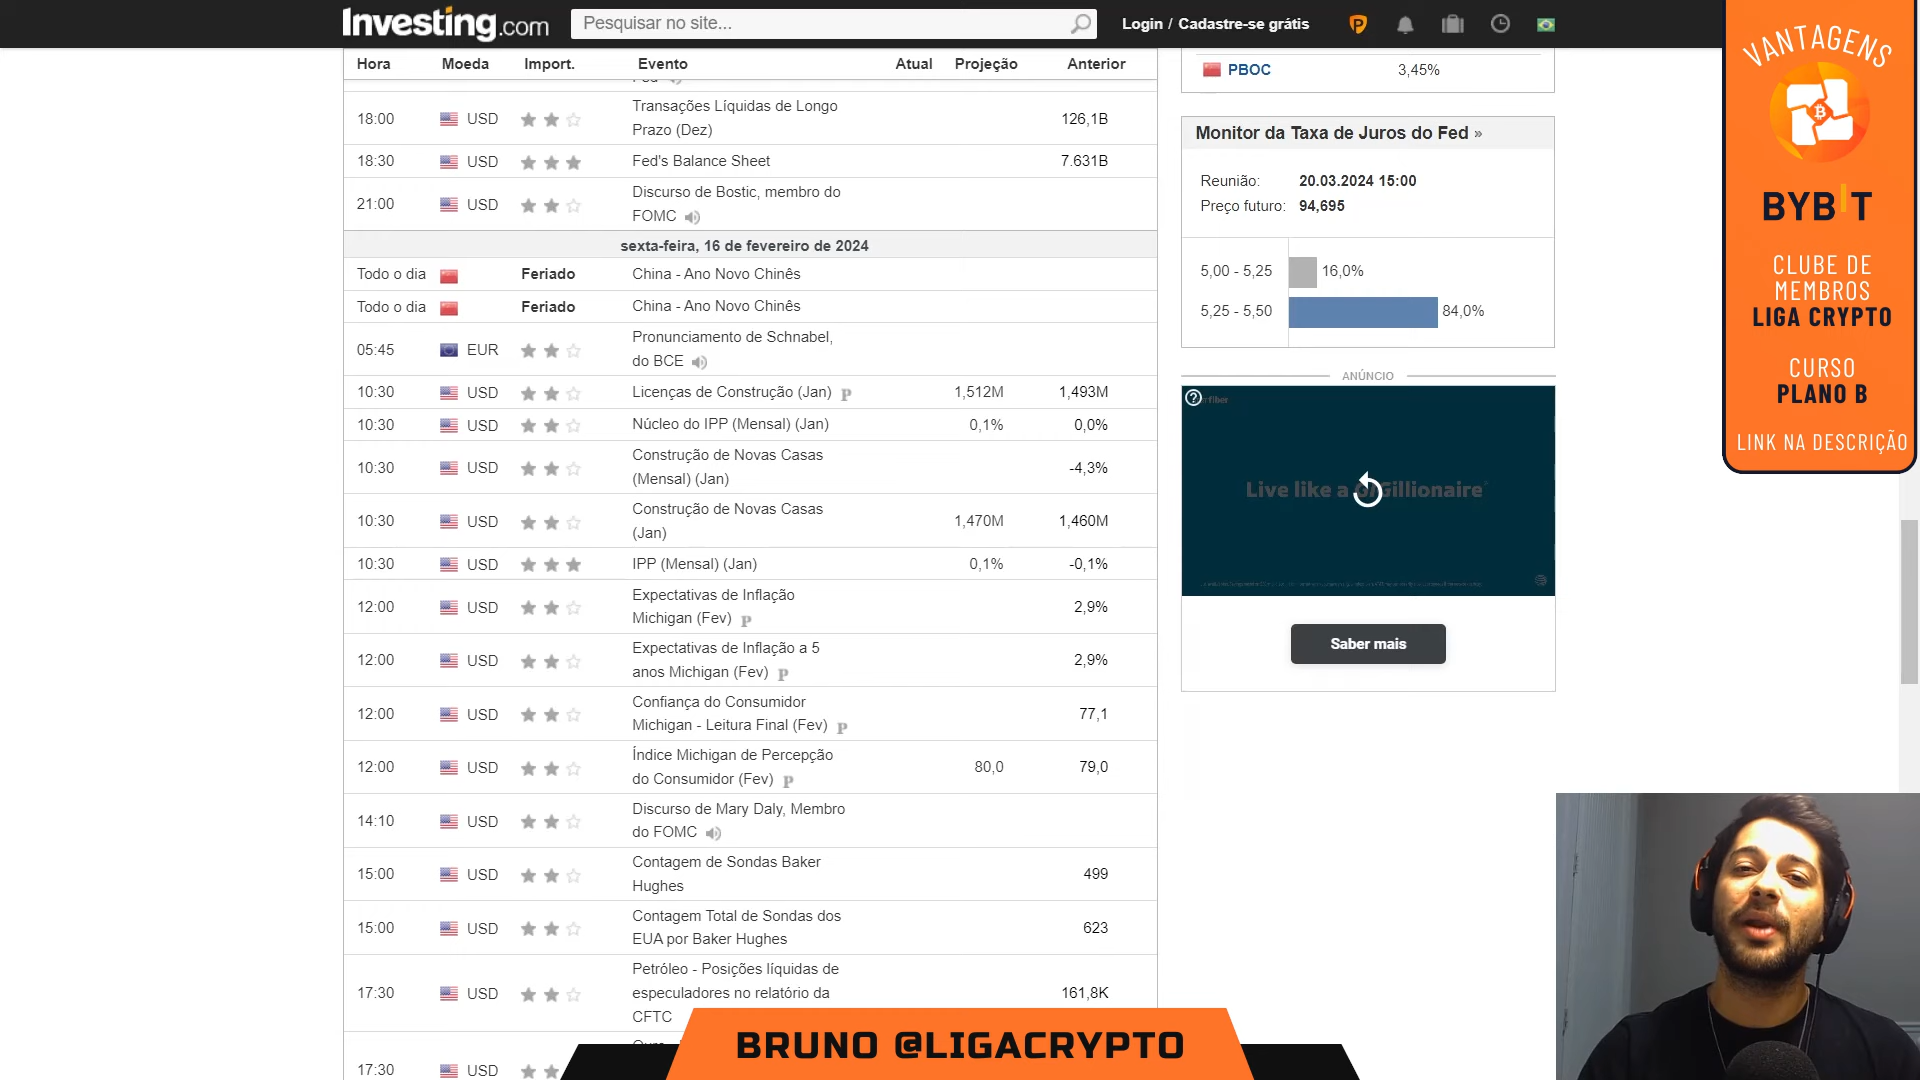 Investing.com
Pesquisar no site...
Login / Cadastre-se grátis
Hora Moeda Import. Evento Atual Projeção Anterior
18:00 USD Transações Líquidas de Longo
Prazo (Dez) 126,1B
18:30 USD Fed's Balance Sheet 7.631B
21:00 USD Discurso de Bostic, membro do
FOMC
sexta-feira, 16 de fevereiro de 2024
Todo o dia Feriado China - Ano Novo Chinês
Todo o dia Feriado China - Ano Novo Chinês
05:45 EUR Pronunciamento de Schnabel,
do BCE
10:30 USD Licenças de Construção (Jan) P 1,512M 1,493M
10:30 USD Núcleo do IPP (Mensal) (Jan) 0,1% 0,0%
10:30 USD Construção de Novas Casas
(Mensal) (Jan) -4,3%
10:30 USD Construção de Novas Casas
(Jan) 1,470M 1,460M
10:30 USD IPP (Mensal) (Jan) 0,1% -0,1%
12:00 USD Expectativas de Inflação
Michigan (Fev) P 2,9%
12:00 USD Expectativas de Inflação a 5
anos Michigan (Fev) P 2,9%
12:00 USD Confiança do Consumidor
Michigan - Leitura Final (Fev) P 77,1
12:00 USD Índice Michigan de Percepção
do Consumidor (Fev) P 80,0 79,0
14:10 USD Discurso de Mary Daly, Membro
do FOMC
15:00 USD Contagem de Sondas Baker
Hughes 499
15:00 USD Contagem Total de Sondas dos
EUA por Baker Hughes 623
17:30 USD Petróleo - Posições líquidas de
especuladores no relatório da
CFTC 161,8K
17:30 USD
PBOC 3,45%
Monitor da Taxa de Juros do Fed »
Reunião: 20.03.2024 15:00
Preço futuro: 94,695
5,00 - 5,25 16,0%
5,25 - 5,50 84,0%
ANÚNCIO
Live like a Gillionaire
Saber mais
VANTAGENS
BYBIT
CLUBE DE
MEMBROS
LIGA CRYPTO
CURSO
PLANO B
LINK NA DESCRIÇÃO
BRUNO @LIGACRYPTO